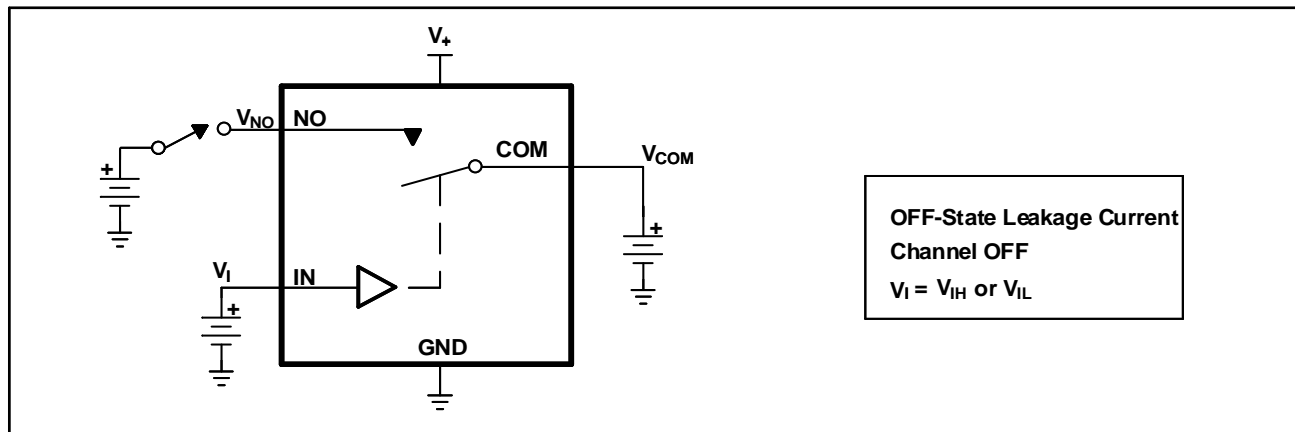 V+
VNO NO
COM
VCOM
+
+
VI IN
+
GND
OFF-State Leakage Current
Channel OFF
VI = VIH or VIL